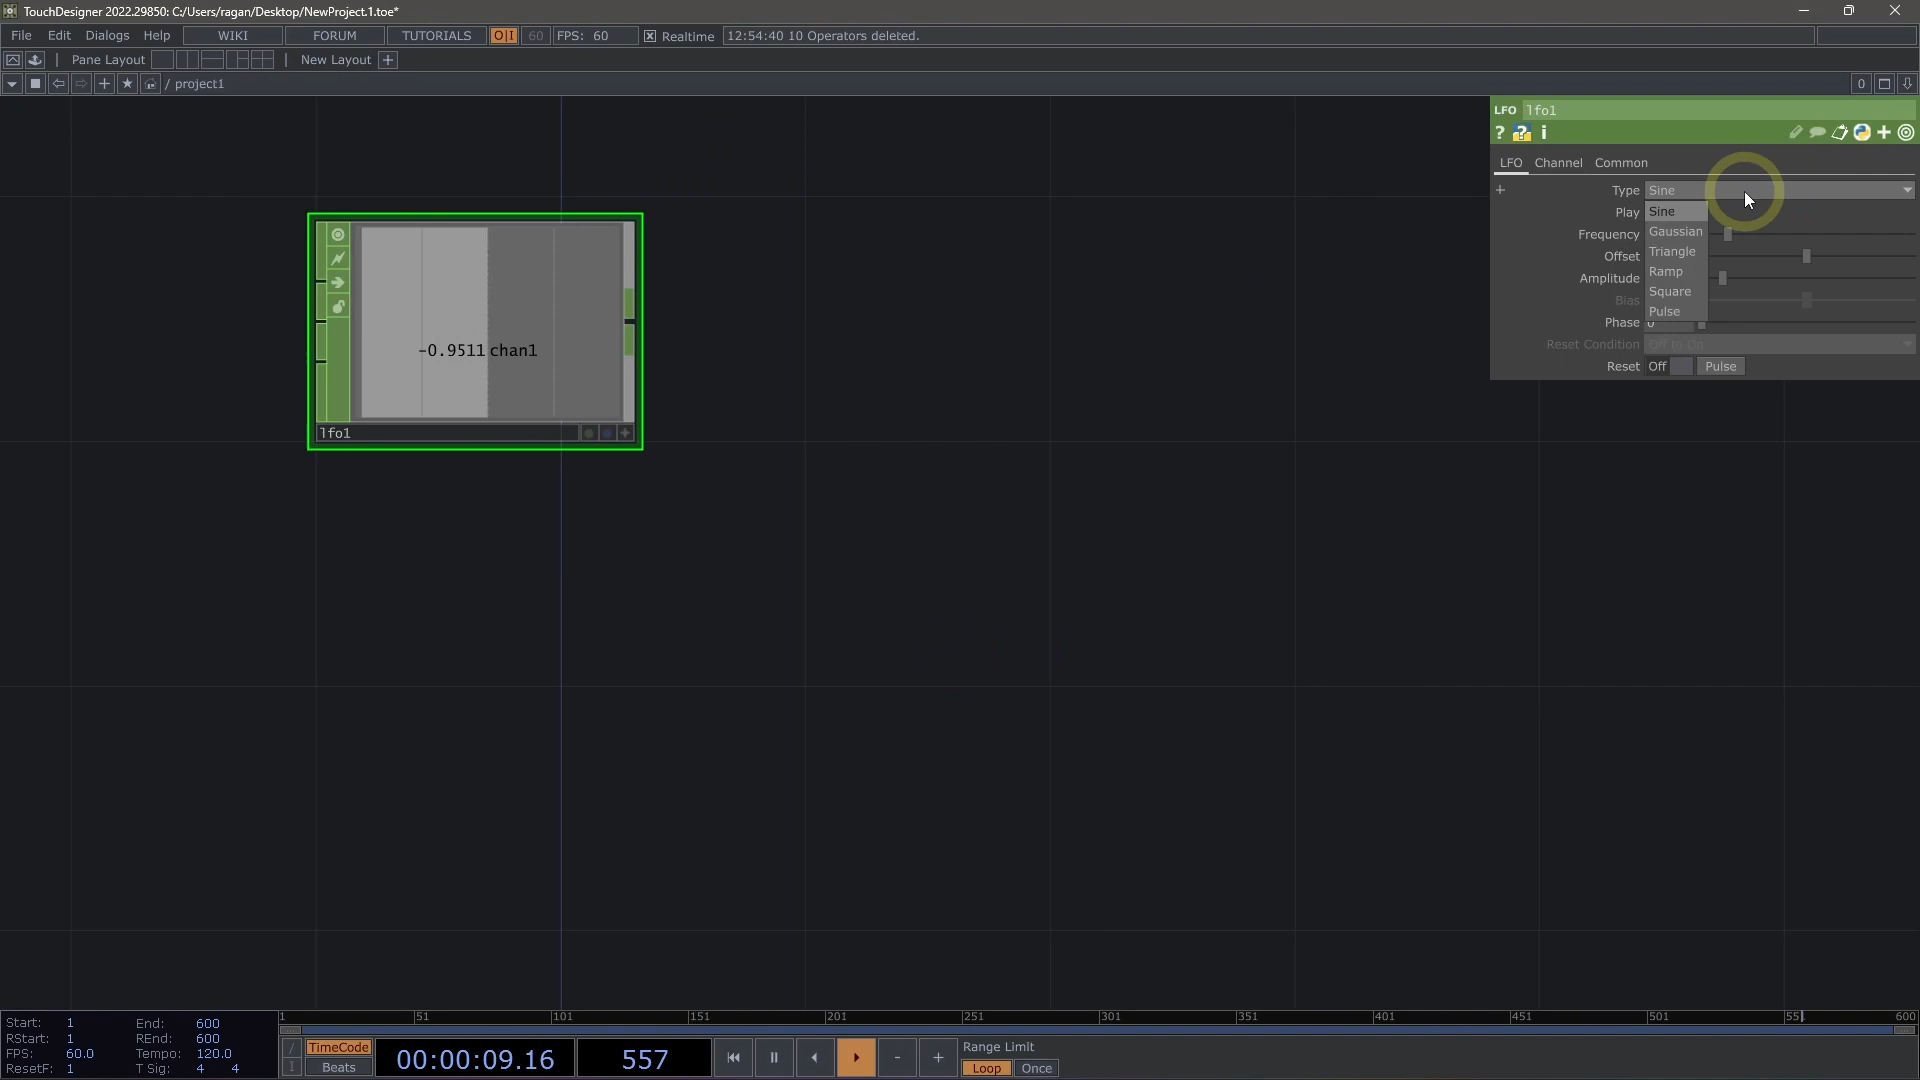 TouchDesigner 2022.29850: C:/Users/ragan/Desktop/NewProject.1.toe*
File Edit Dialogs Help WIKI FORUM TUTORIALS O|I 60 FPS: 60 Realtime 12:54:40 10 Operators deleted.
Pane Layout New Layout +
/ project1 0
LFO lfo1
? ? i
LFO Channel Common
+ Type Sine
Play Sine
Frequency Gaussian
Offset Triangle
Amplitude Ramp
Bias Square
Pulse
Phase 0
Reset Condition Off to On
Reset Off Pulse
-0.9511 chan1
lfo1
1 51 101 151 201 251 301 351 401 451 501 551 600
Start: 1 End: 600
RStart: 1 REnd: 600
FPS: 60.0 Tempo: 120.0
ResetF: 1 T Sig: 4 4
TimeCode
Beats
00:00:09.16 557 - +
Range Limit
Loop Once